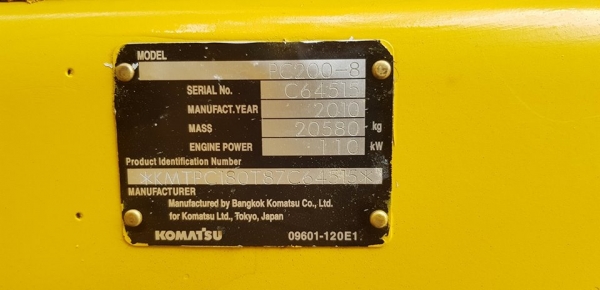 MODEL
PC200-8
SERIAL No. C64515
MANUFACT.YEAR 2010
MASS 20580 kg
ENGINE POWER 110 kW
Product Identification Number
MANUFACTURER
Manufactured by Bangkok Komatsu Co., Ltd.
for Komatsu Ltd., Tokyo, Japan
KOMATSU 09601-120E1